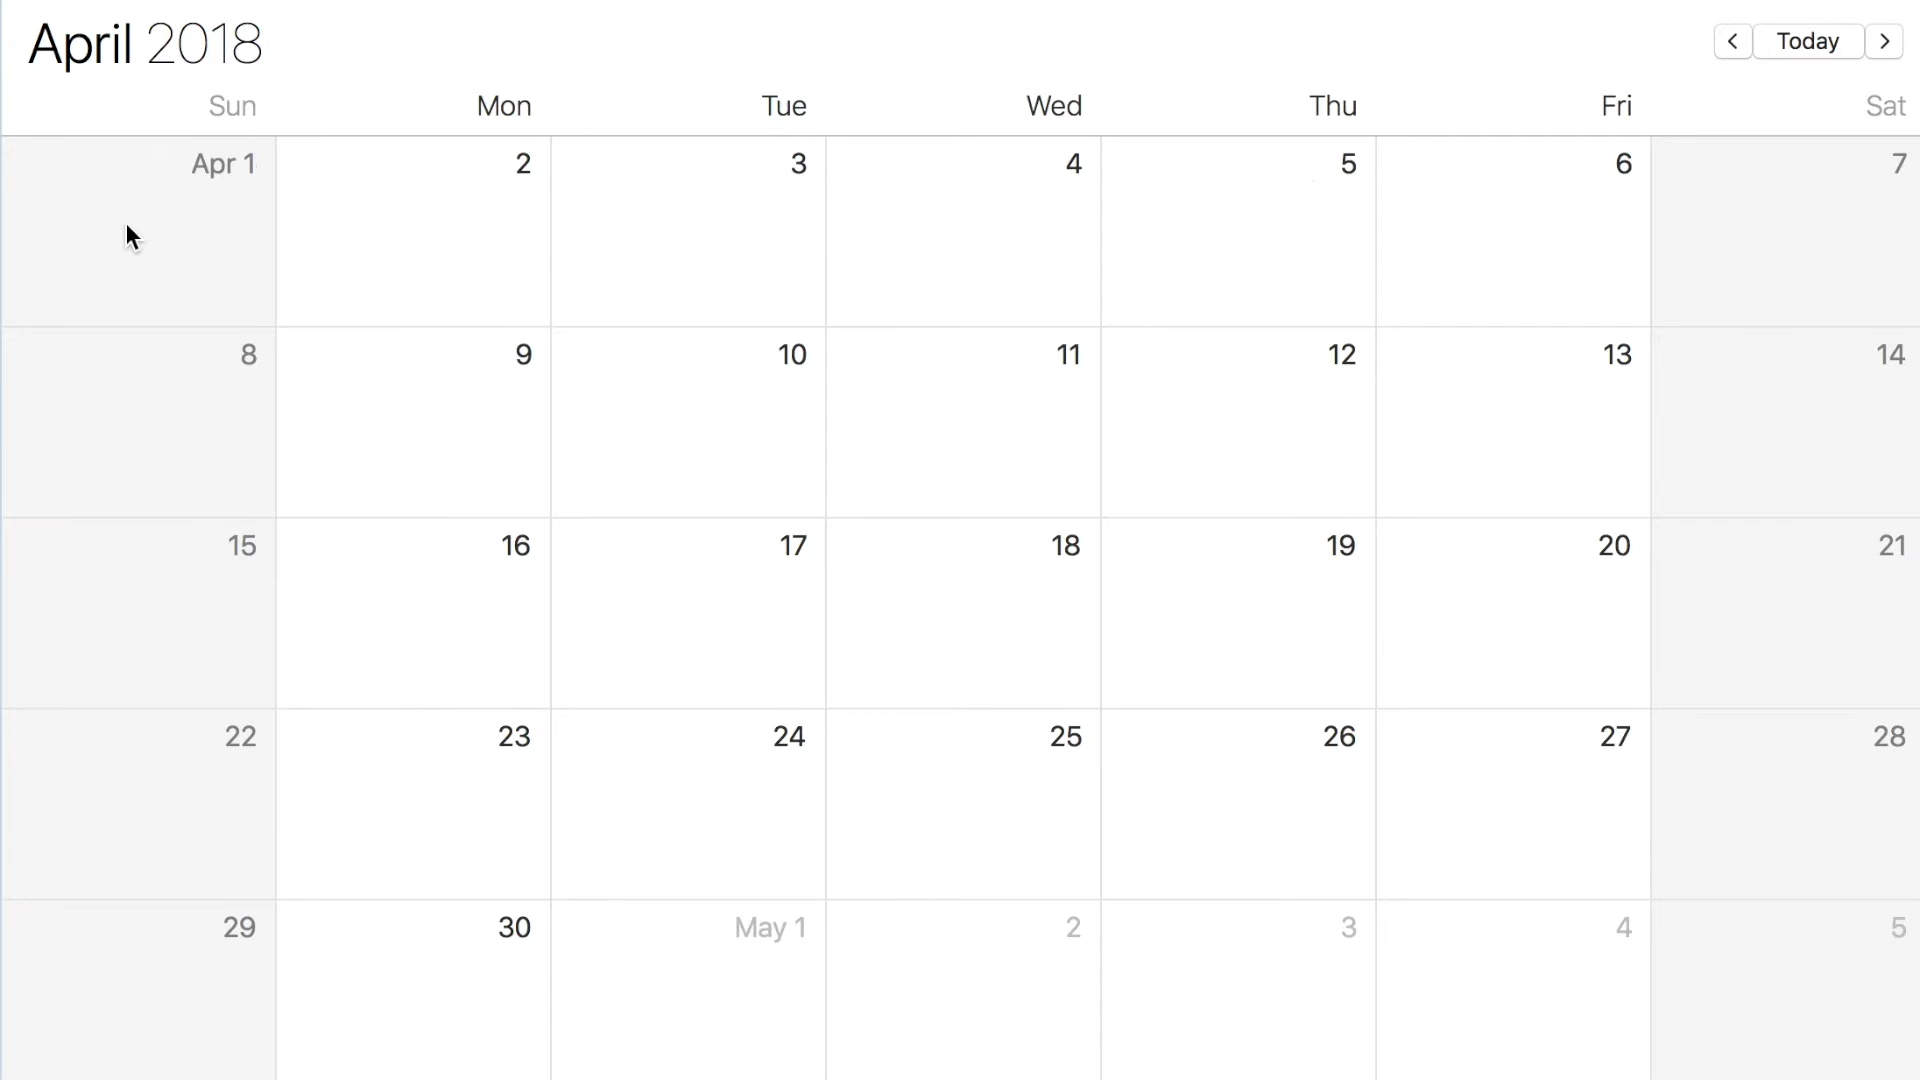 April 2018
Today
Sun Mon Tue Wed Thu Fri Sat
Apr 1 2 3 4 5 6 7
8 9 10 11 12 13 14
15 16 17 18 19 20 21
22 23 24 25 26 27 28
29 30 May 1 2 3 4 5